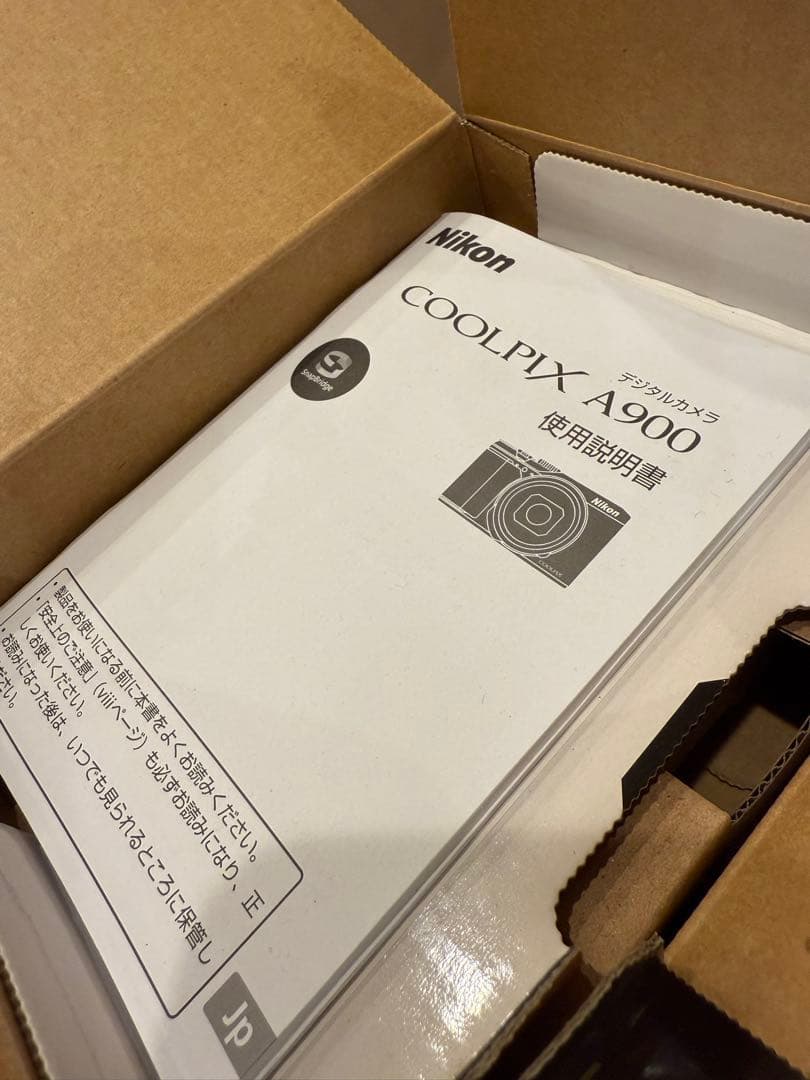 Nikon
デジタルカメラ
COOLPIX A900
使用説明書
SnapBridge
Nikon
COOLPIX
・製品をお使いになる前に本書をよくお読みください。
・「安全上のご注意」（viiiページ）も必ずお読みになり、正
しくお使いください。
・お読みになった後は、いつでも見られるところに保管し
ください。
Jp